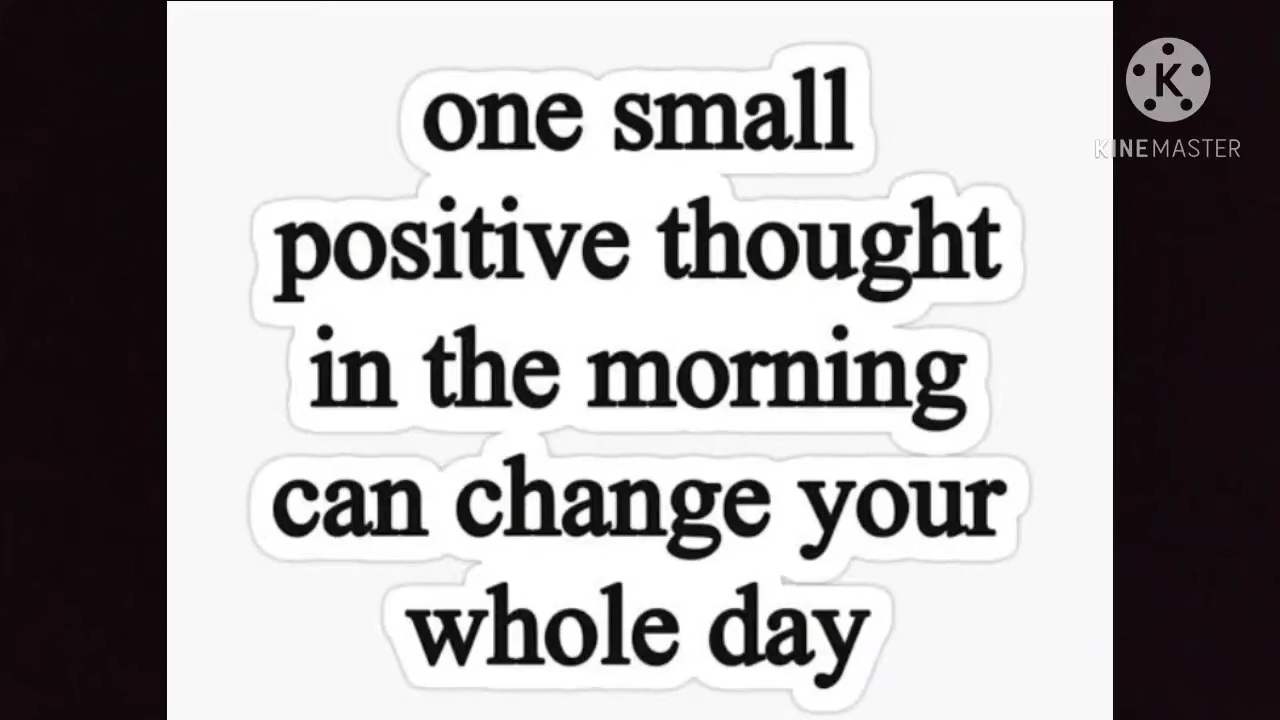 one small
positive thought
in the morning
can change your
whole day
K
KINEMASTER